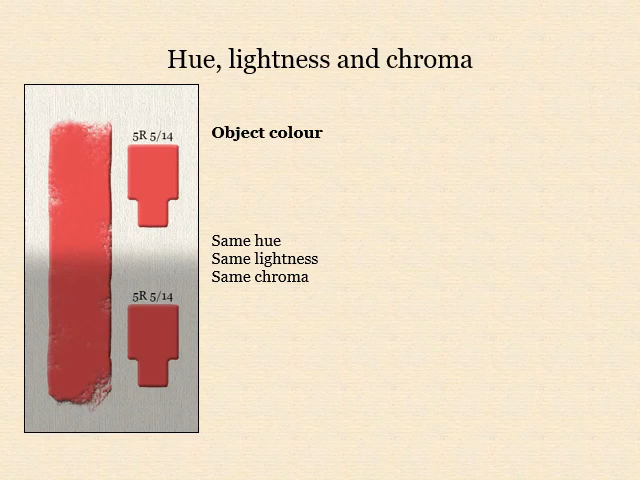 Hue, lightness and chroma
5R 5/14
Object colour
Same hue
Same lightness
Same chroma
5R 5/14